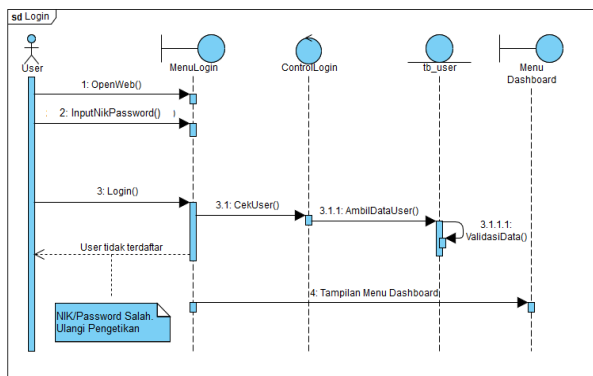 sd Login
User
MenuLogin
ControlLogin
tb_user
Menu
Dashboard
1: OpenWeb()
2: InputNikPassword()
3: Login()
3.1: CekUser()
3.1.1: AmbilDataUser()
3.1.1.1:
ValidasiData()
User tidak terdaftar
4: Tampilan Menu Dashboard
NIK/Password Salah.
Ulangi Pengetikan